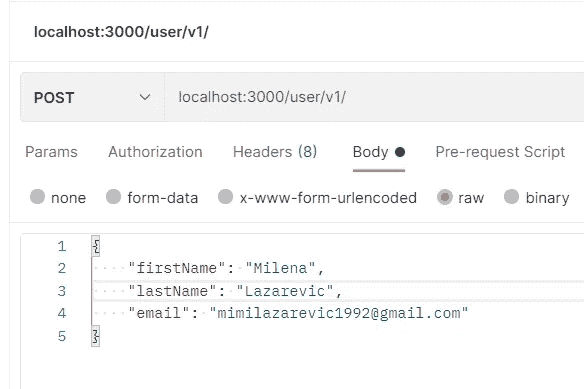 localhost:3000/user/v1/
POST localhost:3000/user/v1/
Params Authorization Headers (8) Body Pre-request Script
none form-data x-www-form-urlencoded raw binary
1 {
2 "firstName": "Milena",
3 "lastName": "Lazarevic",
4 "email": "mimilazarevic1992@gmail.com"
5 }